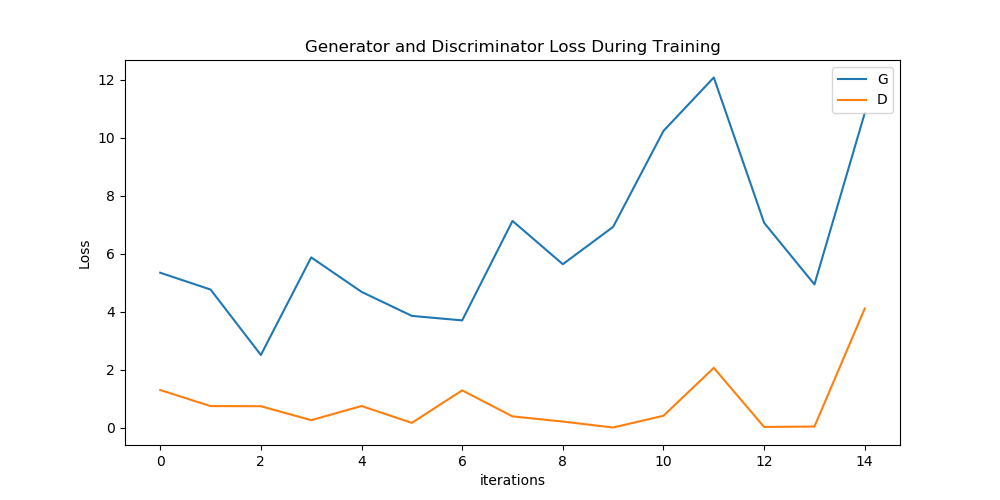 Generator and Discriminator Loss During Training
G
D
12
10
8
6
4
2
0
Loss
0 2 4 6 8 10 12 14
iterations